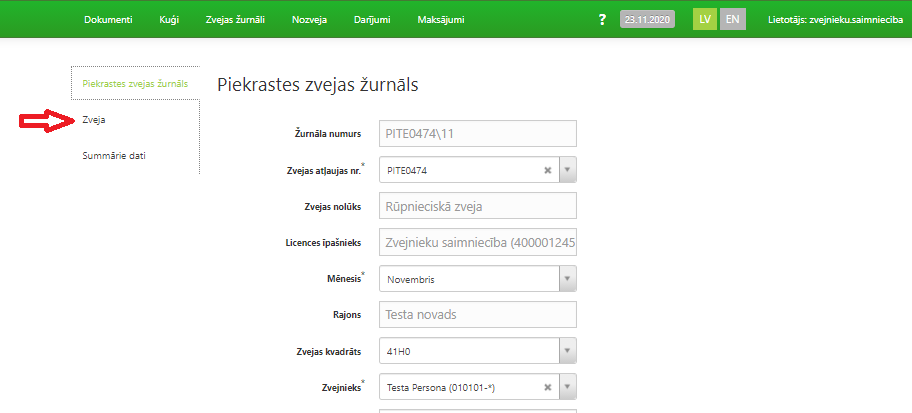 Dokumenti Kuģi Zvejas žurnāli Nozveja Darījumi Maksājumi ? 23.11.2020 LV EN Lietotājs: zvejnieku.saimnieciba
Piekrastes zvejas žurnāls
Zveja
Summārie dati
Piekrastes zvejas žurnāls
Žurnāla numurs PITE0474\11
Zvejas atļaujas nr.* PITE0474
Zvejas nolūks Rūpnieciskā zveja
Licences īpašnieks Zvejnieku saimniecība (400001245
Mēnesis* Novembris
Rajons Testa novads
Zvejas kvadrāts 41H0
Zvejnieks* Testa Persona (010101-*)